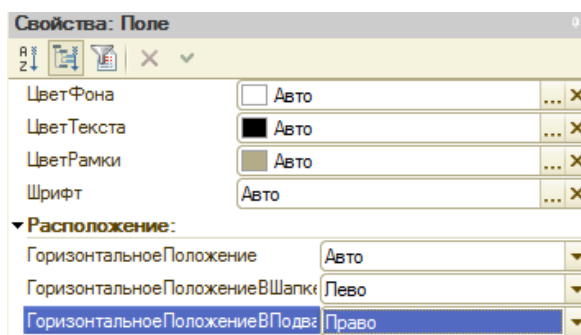 Свойства: Поле
ЦветФона Авто ...
ЦветТекста Авто ...
ЦветРамки Авто ...
Шрифт Авто ...
Расположение:
ГоризонтальноеПоложение Авто
ГоризонтальноеПоложениеВШапке Лево
ГоризонтальноеПоложениеВПодва Право